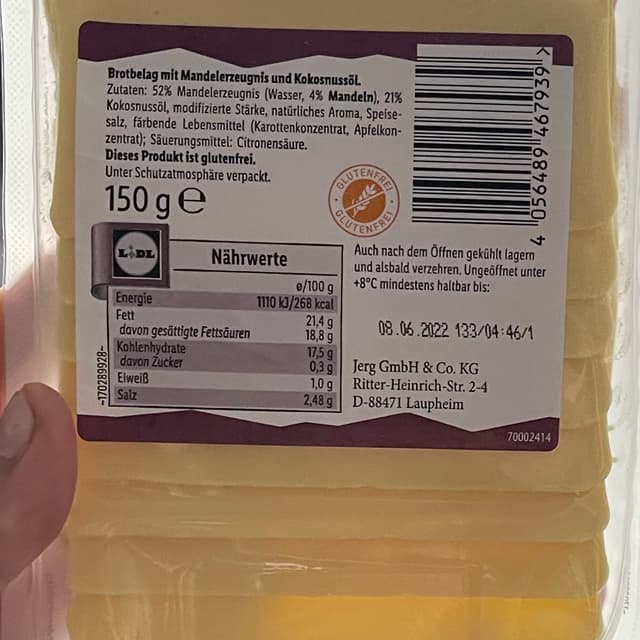 Brotbelag mit Mandelerzeugnis und Kokosnussöl.
Zutaten: 52% Mandelerzeugnis (Wasser, 4% Mandeln), 21%
Kokosnussöl, modifizierte Stärke, natürliches Aroma, Speise-
salz, färbende Lebensmittel (Karottenkonzentrat, Apfelkon-
zentrat); Säuerungsmittel: Citronensäure.
Dieses Produkt ist glutenfrei.
Unter Schutzatmosphäre verpackt.
150 g e
GLUTENFREI
GLUTENFREI
4 056489 467939 >
LIDL
Nährwerte
ø/100 g
Energie 1110 kJ/268 kcal
Fett 21,4 g
davon gesättigte Fettsäuren 18,8 g
Kohlenhydrate 17,5 g
davon Zucker 0,3 g
Eiweiß 1,0 g
Salz 2,48 g
~170289928~
Auch nach dem Öffnen gekühlt lagern
und alsbald verzehren. Ungeöffnet unter
+8°C mindestens haltbar bis:
08.06.2022 133/04:46/1
Jerg GmbH & Co. KG
Ritter-Heinrich-Str. 2-4
D-88471 Laupheim
70002414